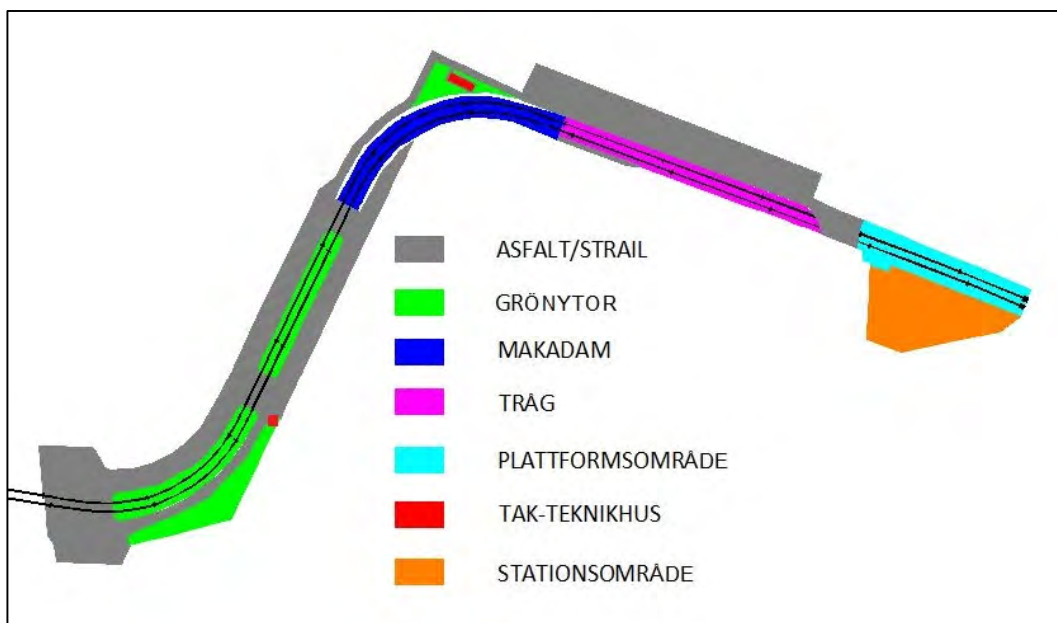 ASFALT/STRAIL
GRÖNYTOR
MAKADAM
TRÅG
PLATTFORMSOMRÅDE
TAK-TEKNIKHUS
STATIONSOMRÅDE